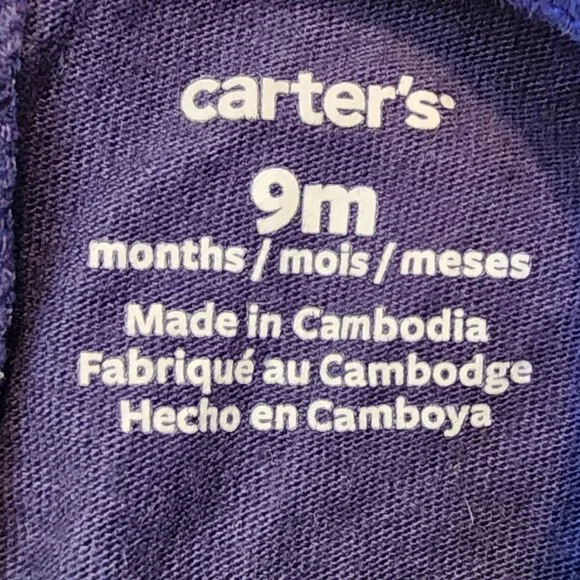 carter's
9m
months / mois / meses
Made in Cambodia
Fabriqué au Cambodge
Hecho en Camboya